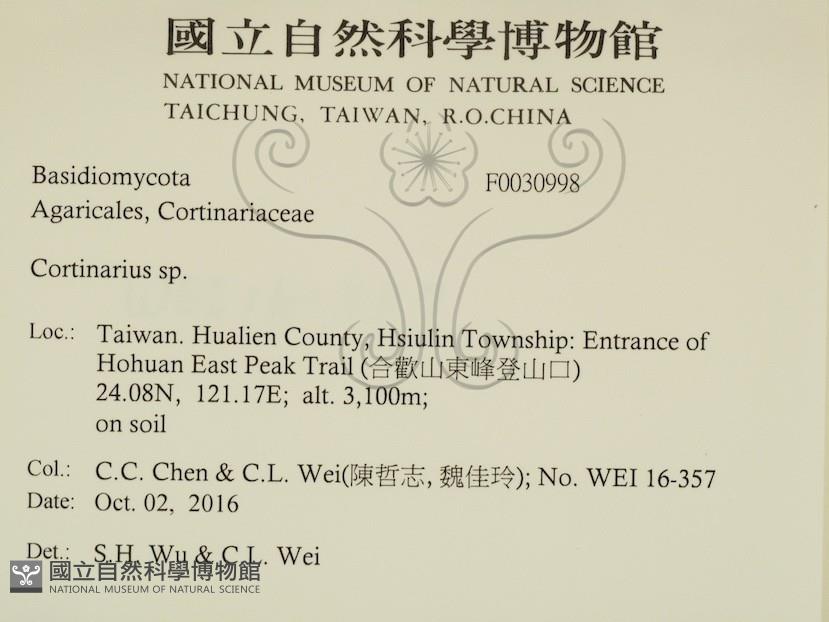 國立自然科學博物館
NATIONAL MUSEUM OF NATURAL SCIENCE
TAICHUNG, TAIWAN, R.O.CHINA
Basidiomycota F0030998
Agaricales, Cortinariaceae
Cortinarius sp.
Loc.: Taiwan. Hualien County, Hsiulin Township: Entrance of
Hohuan East Peak Trail (合歡山東峰登山口)
24.08N, 121.17E; alt. 3,100m;
on soil
Col.: C.C. Chen & C.L. Wei(陳哲志, 魏佳玲); No. WEI 16-357
Date: Oct. 02, 2016
Det.: S.H. Wu & C.L. Wei
國立自然科學博物館
NATIONAL MUSEUM OF NATURAL SCIENCE